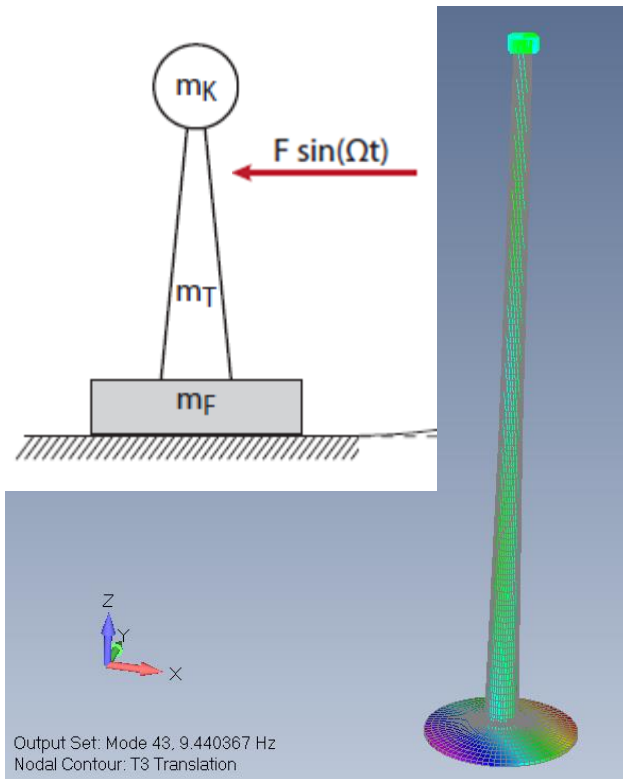 mK
F sin(Ωt)
mT
mF
Z
Y
X
Output Set: Mode 43, 9.440367 Hz
Nodal Contour: T3 Translation